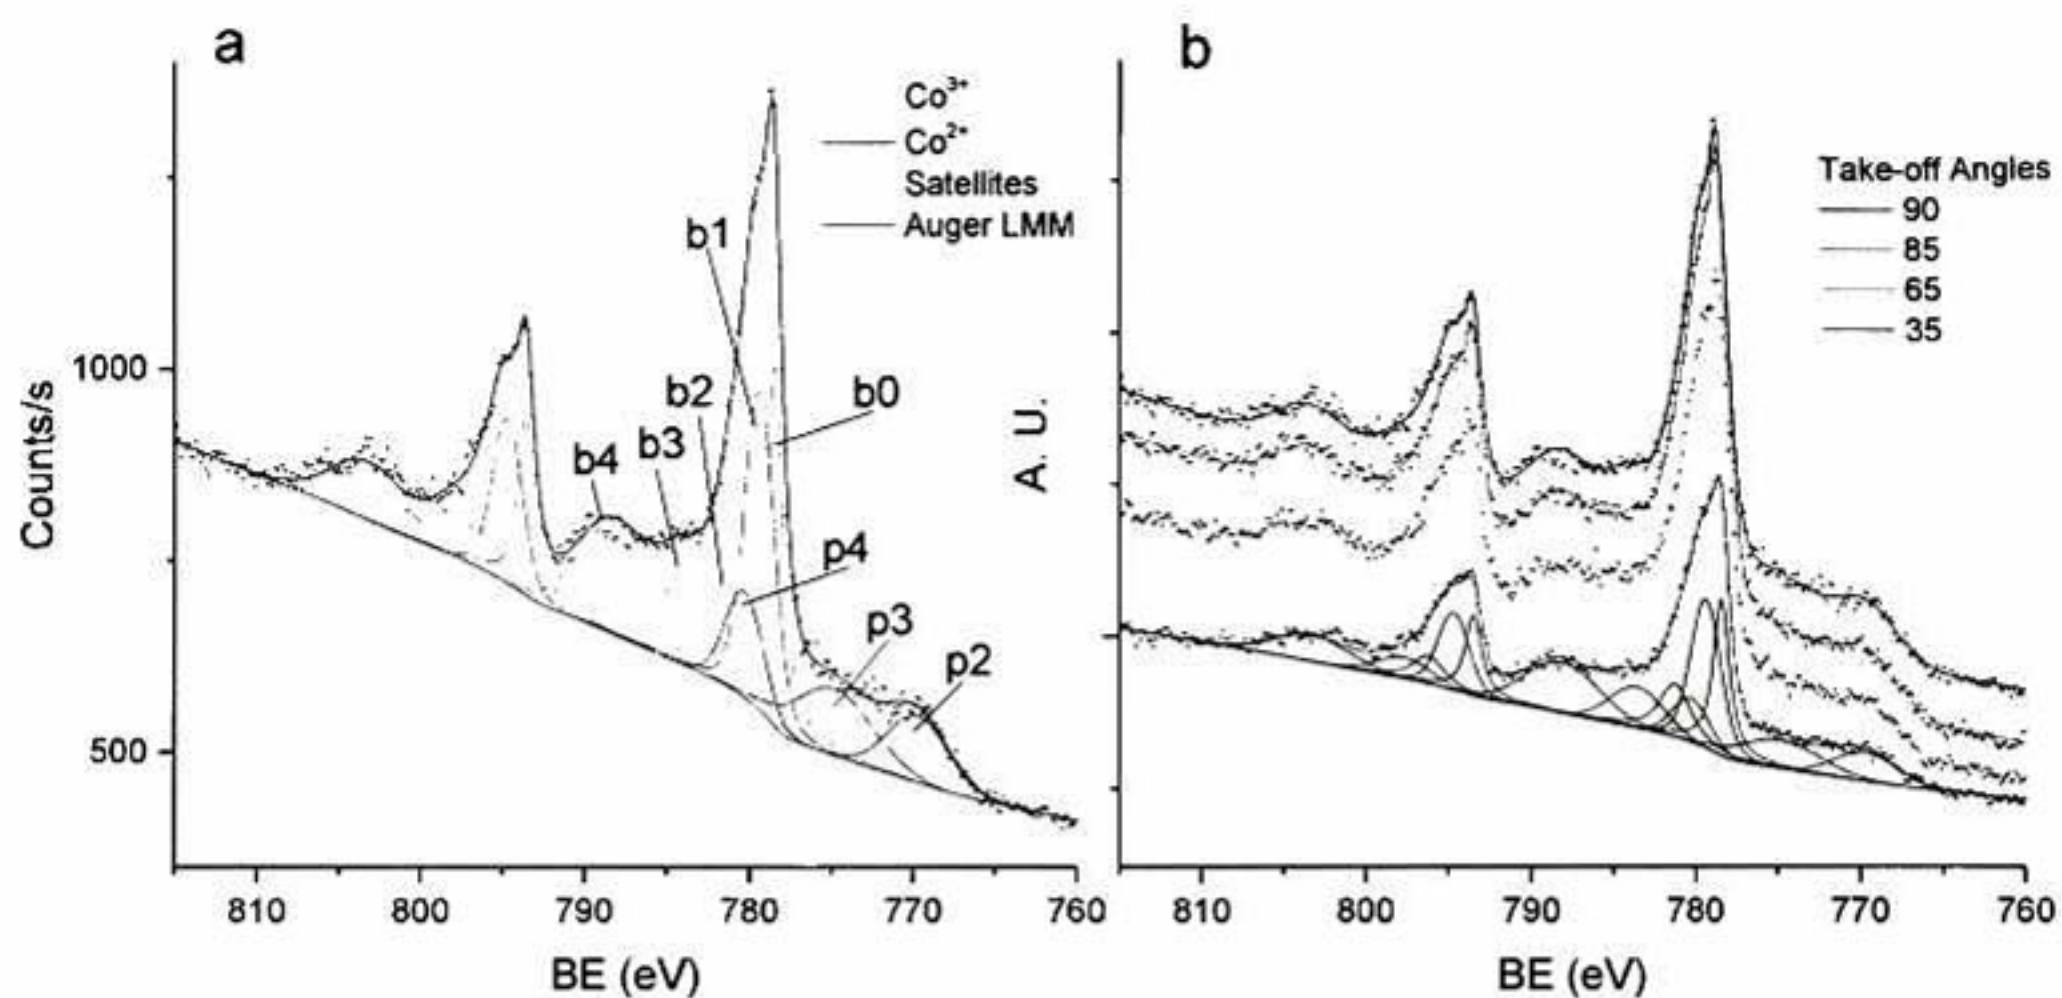 a
Co³⁺
Co²⁺
Satellites
Auger LMM
b1
b2
b3
b4
b0
p4
p3
p2
Counts/s
1000
500
810 800 790 780 770 760
BE (eV)
b
Take-off Angles
90
85
65
35
A. U.
810 800 790 780 770 760
BE (eV)